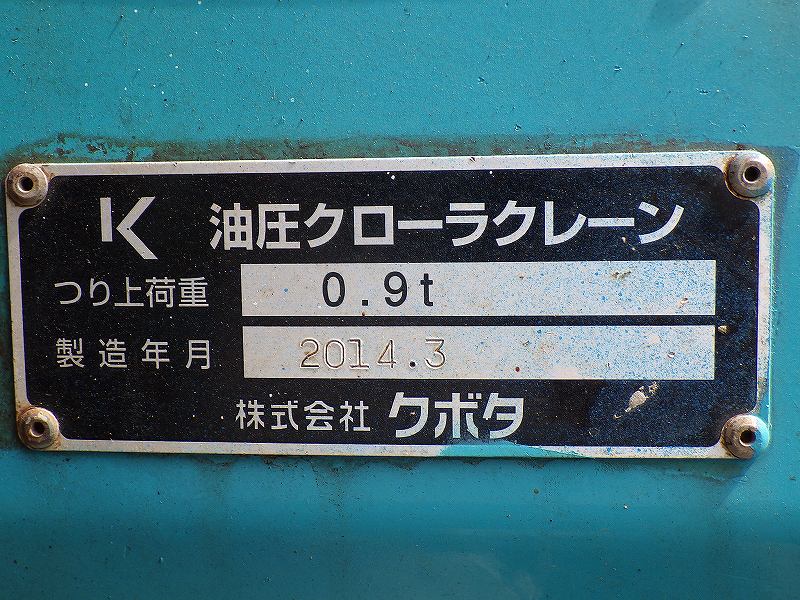 K 油圧クローラクレーン
つり上荷重 0.9t
製造年月 2014.3
株式会社 クボタ